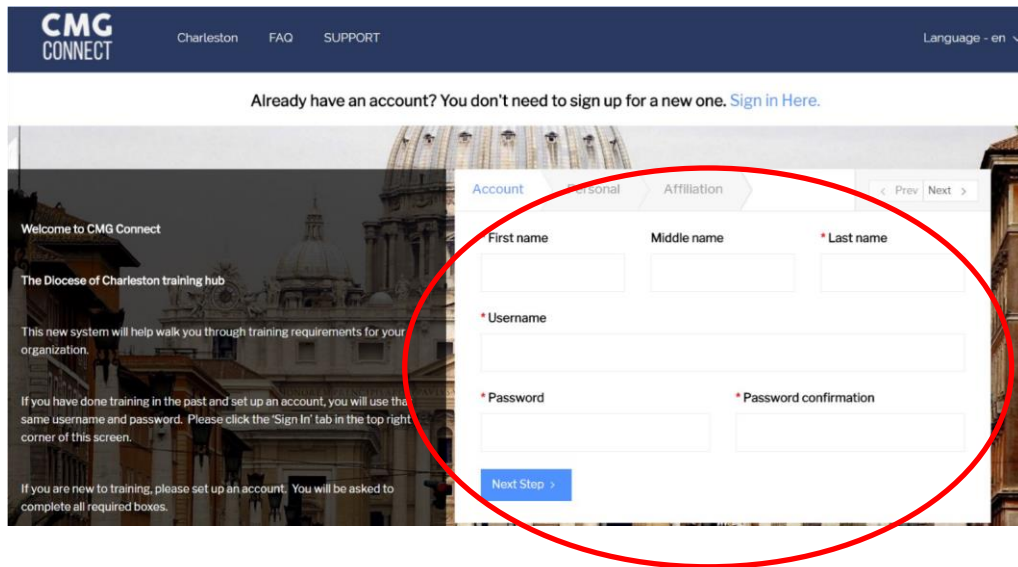 CMG
CONNECT
Charleston FAQ SUPPORT
Language - en
Already have an account? You don't need to sign up for a new one. Sign in Here.
Account Personal Affiliation
< Prev Next >
Welcome to CMG Connect
The Diocese of Charleston training hub
This new system will help walk you through training requirements for your
organization.
If you have done training in the past and set up an account, you will use that
same username and password. Please click the 'Sign In' tab in the top right
corner of this screen.
If you are new to training, please set up an account. You will be asked to
complete all required boxes.
* First name Middle name * Last name
* Username
* Password * Password confirmation
Next Step >